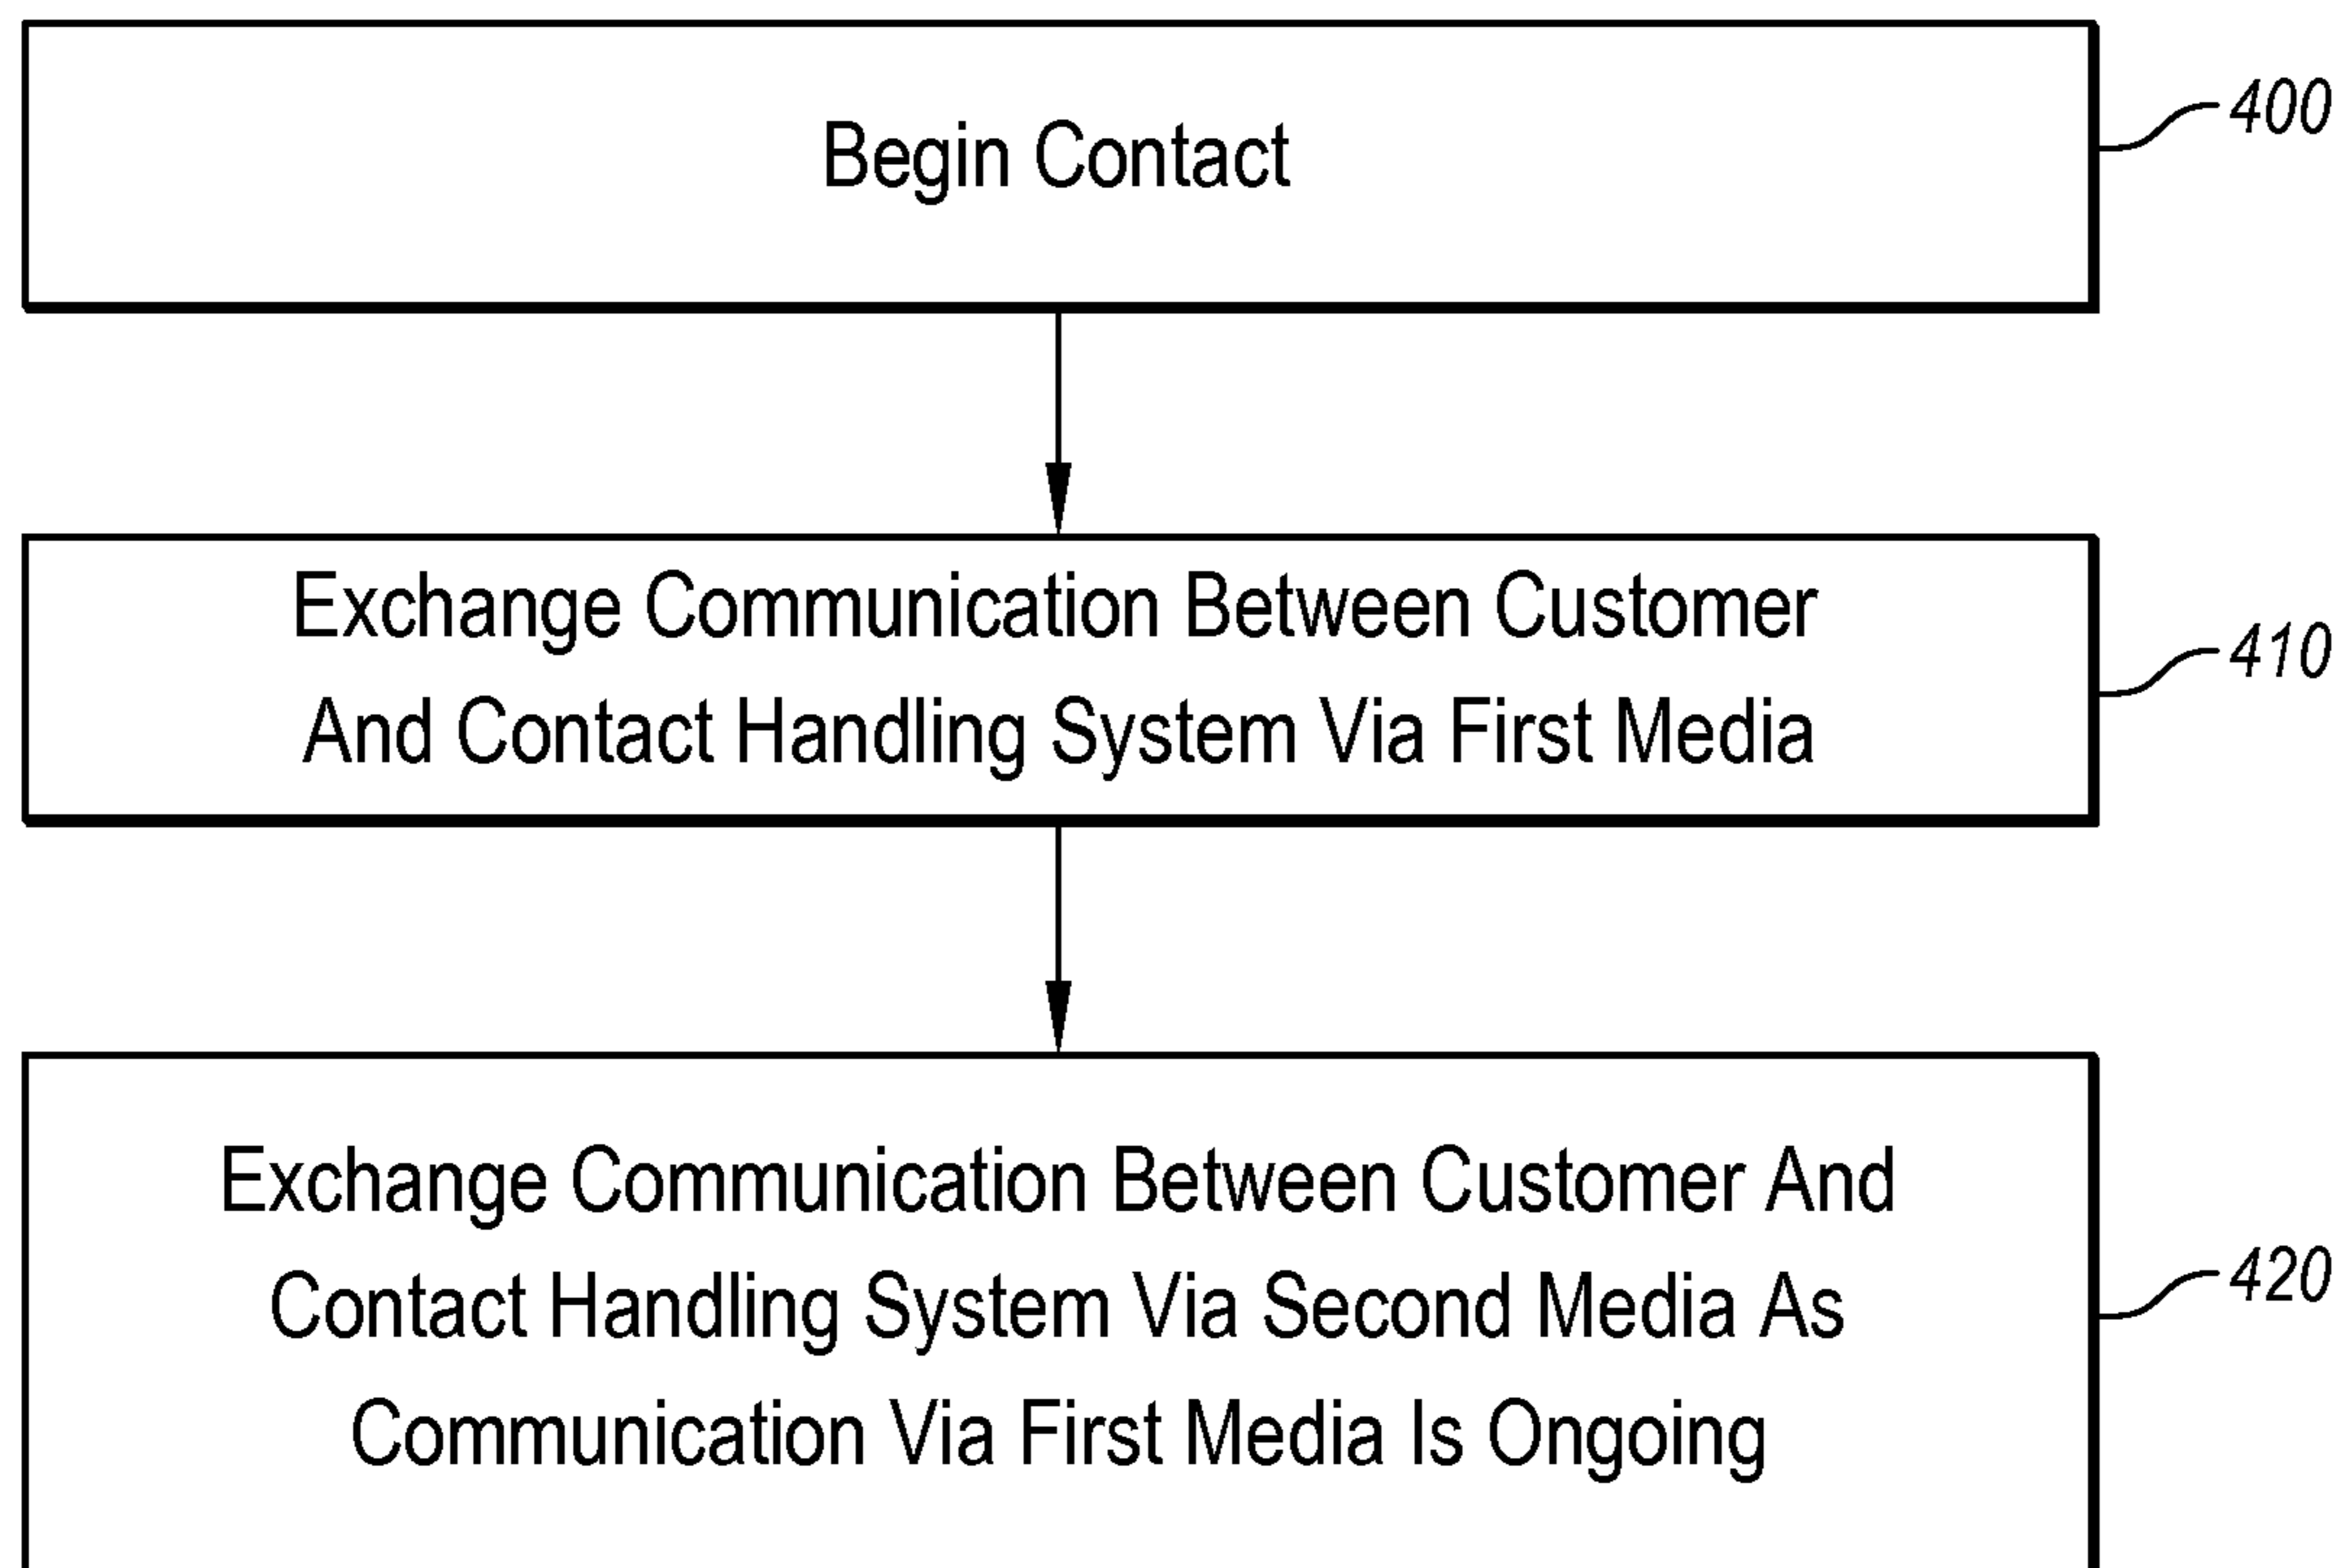 Begin Contact
400
Exchange Communication Between Customer
And Contact Handling System Via First Media
410
Exchange Communication Between Customer And
Contact Handling System Via Second Media As
Communication Via First Media Is Ongoing
420